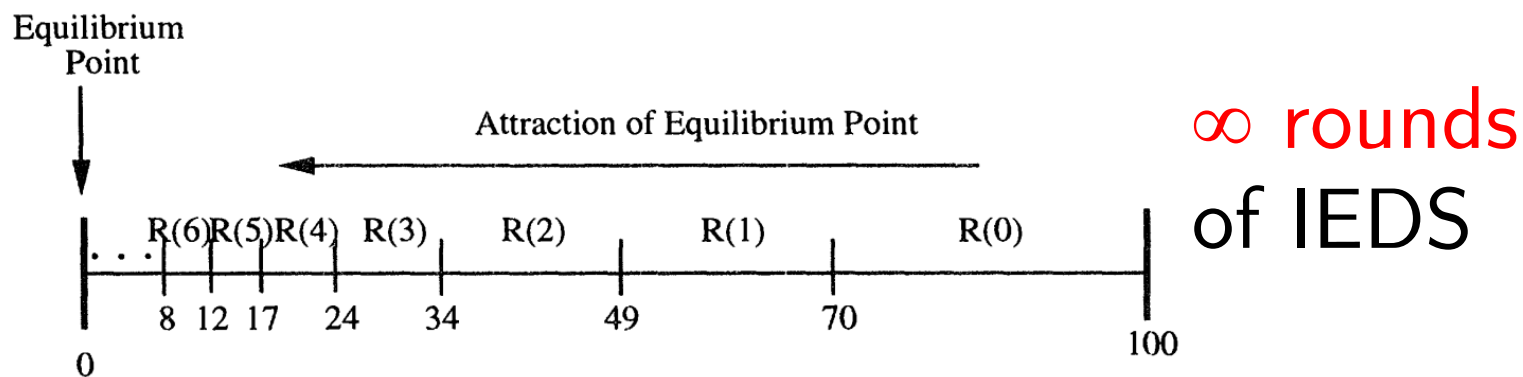 Equilibrium
Point
Attraction of Equilibrium Point
∞ rounds
of IEDS
R(6) R(5) R(4) R(3) R(2) R(1) R(0)
. . .
8 12 17 24 34 49 70 100
0